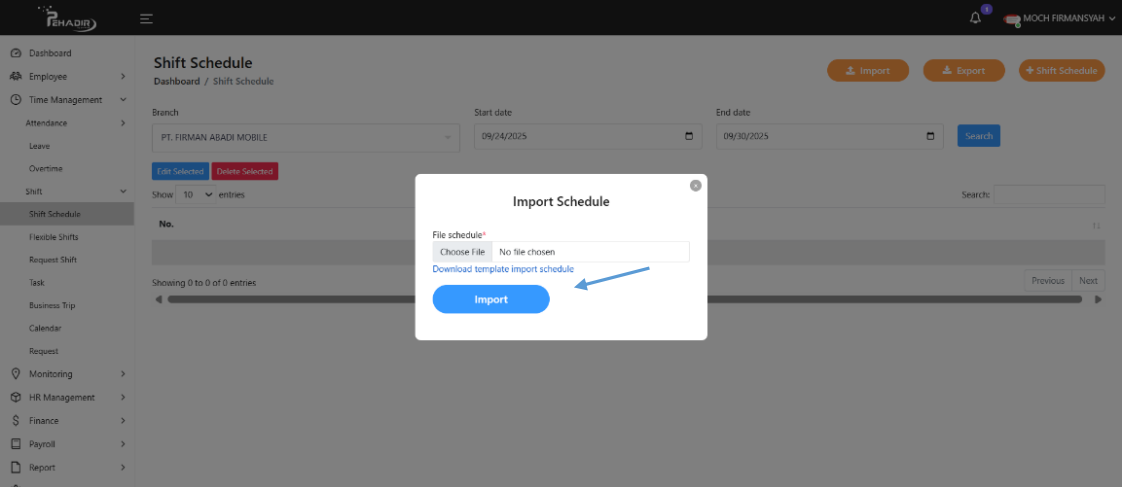 PEHADIR
3
MOCH FIRMANSYAH
Dashboard
Employee
Time Management
Attendance
Leave
Overtime
Shift
Shift Schedule
Flexible Shifts
Request Shift
Task
Business Trip
Calendar
Request
Monitoring
HR Management
Finance
Payroll
Report
Shift Schedule
Dashboard / Shift Schedule
Import
Export
+ Shift Schedule
Branch
Start date
End date
PT. FIRMAN ABADI MOBILE
09/24/2025
09/30/2025
Search
Edit Selected
Delete Selected
Show 10 entries
Search:
No.
Showing 0 to 0 of 0 entries
Previous
Next
Import Schedule
File schedule*
Choose File No file chosen
Download template import schedule
Import